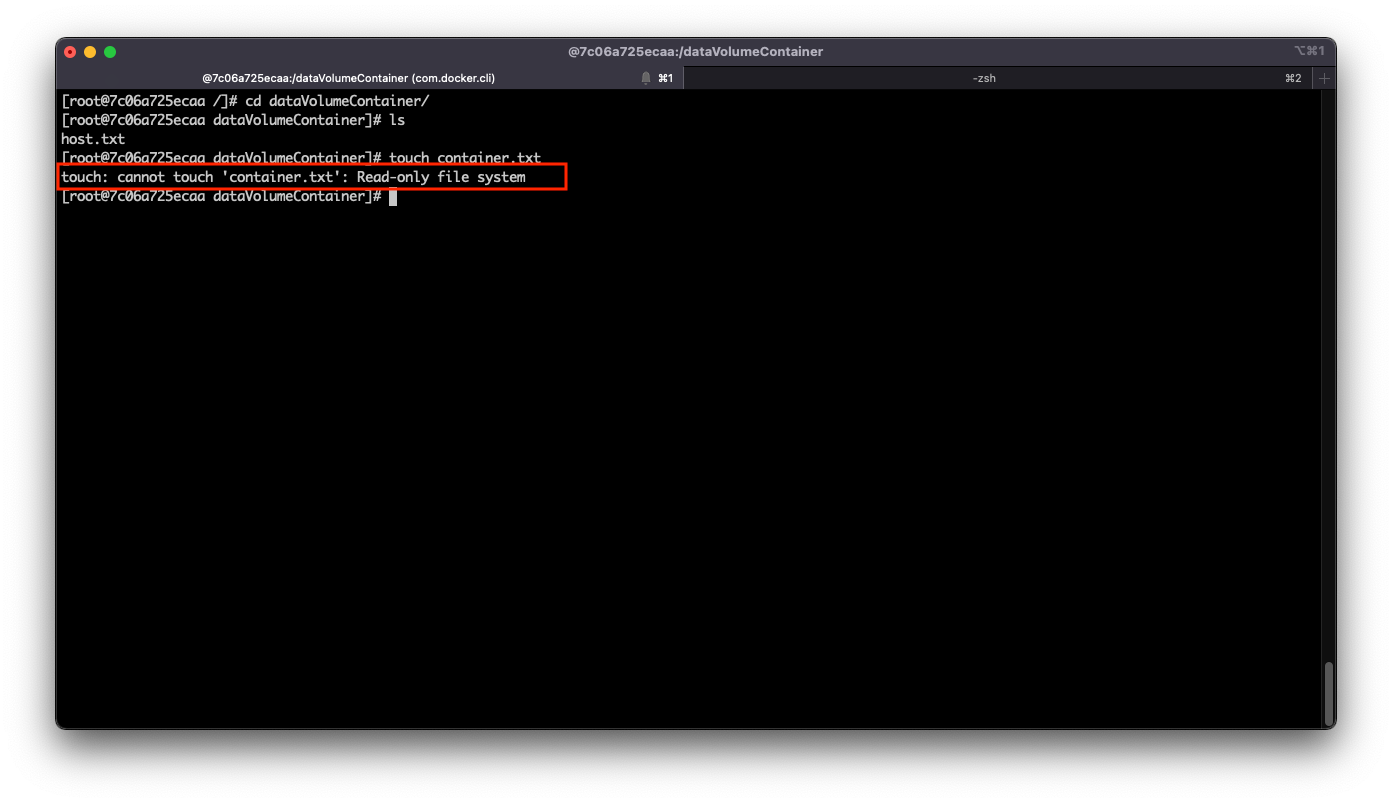 @7c06a725ecaa:/dataVolumeContainer
⌥⌘1
@7c06a725ecaa:/dataVolumeContainer (com.docker.cli)
⌘1
-zsh
⌘2
[root@7c06a725ecaa /]# cd dataVolumeContainer/
[root@7c06a725ecaa dataVolumeContainer]# ls
host.txt
[root@7c06a725ecaa dataVolumeContainer]# touch container.txt
touch: cannot touch 'container.txt': Read-only file system
[root@7c06a725ecaa dataVolumeContainer]#